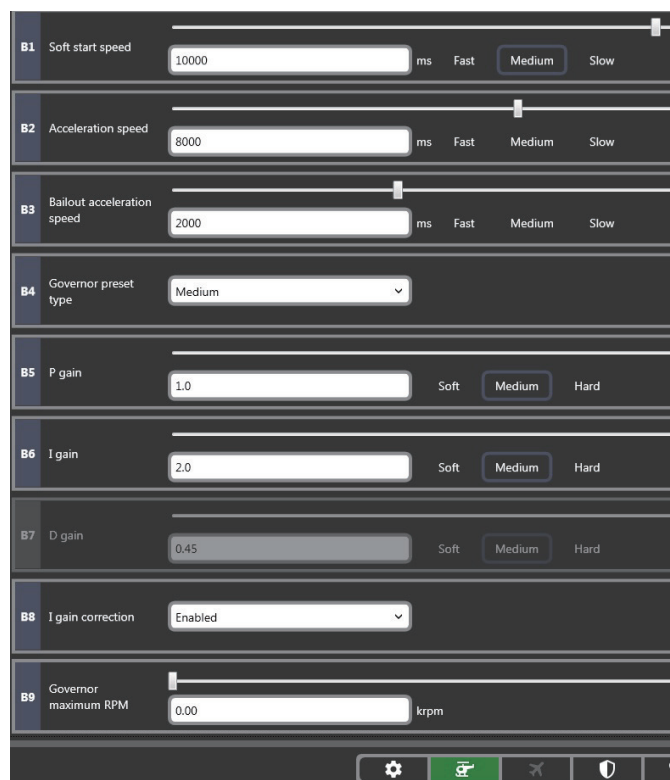 B1 Soft start speed
10000 ms Fast Medium Slow
B2 Acceleration speed
8000 ms Fast Medium Slow
B3 Bailout acceleration
speed
2000 ms Fast Medium Slow
B4 Governor preset
type
Medium
B5 P gain
1.0 Soft Medium Hard
B6 I gain
2.0 Soft Medium Hard
B7 D gain
0.45 Soft Medium Hard
B8 I gain correction Enabled
B9 Governor
maximum RPM
0.00 krpm